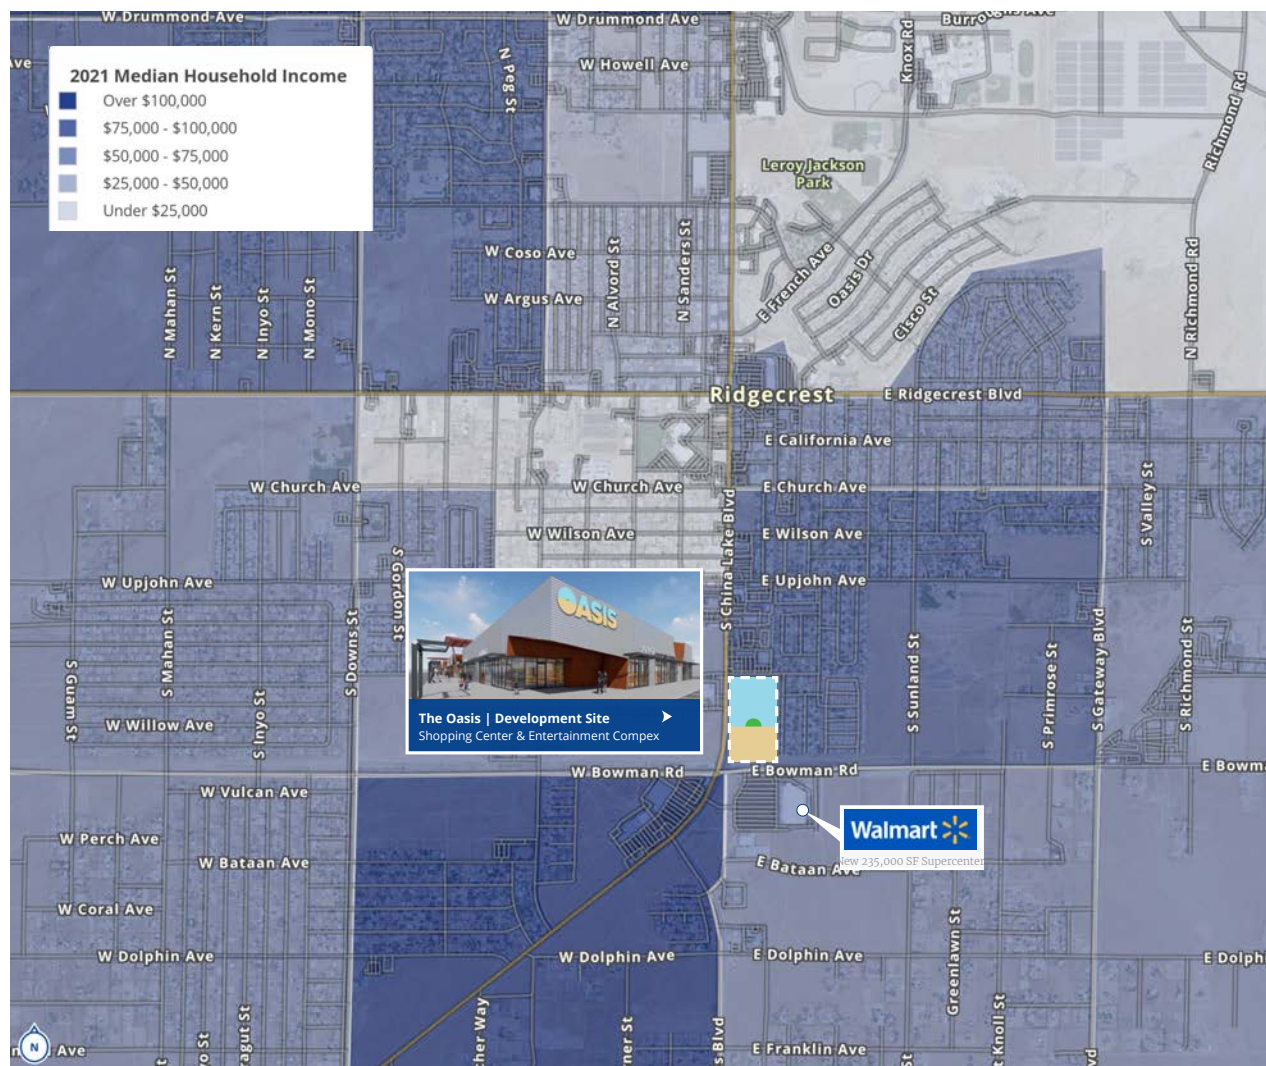 W Drummond Ave
W Drummond Ave
2021 Median Household Income
Over $100,000
$75,000 - $100,000
$50,000 - $75,000
$25,000 - $50,000
Under $25,000
Ave
N Peg St
W Howell Ave
Knox Rd
Richmond Rd
Leroy Jackson
Park
W Coso Ave
W Argus Ave
N Alvord St
N Sanders St
E French Ave
Oasis Dr
Cisco St
N Richmond Rd
N Mahan St
N Kern St
N Inyo St
N Mono St
Ridgecrest
E Ridgecrest Blvd
E California Ave
W Church Ave
W Church Ave
E Church Ave
W Wilson Ave
E Wilson Ave
S Valley St
S China Lake Blvd
W Upjohn Ave
E Upjohn Ave
S Gordon St
S Guam St
S Mahan St
S Inyo St
S Downs St
W Willow Ave
OASIS
The Oasis | Development Site
Shopping Center & Entertainment Compex
S Sunland St
S Primrose St
S Gateway Blvd
S Richmond St
W Bowman Rd
E Bowman Rd
E Bowm
W Vulcan Ave
W Perch Ave
W Bataan Ave
Walmart
New 235,000 SF Supercenter
E Bataan Ave
W Coral Ave
W Dolphin Ave
W Dolphin Ave
E Dolphin Ave
E Dolph
Greenlawn St
N
Ave
E Franklin Ave